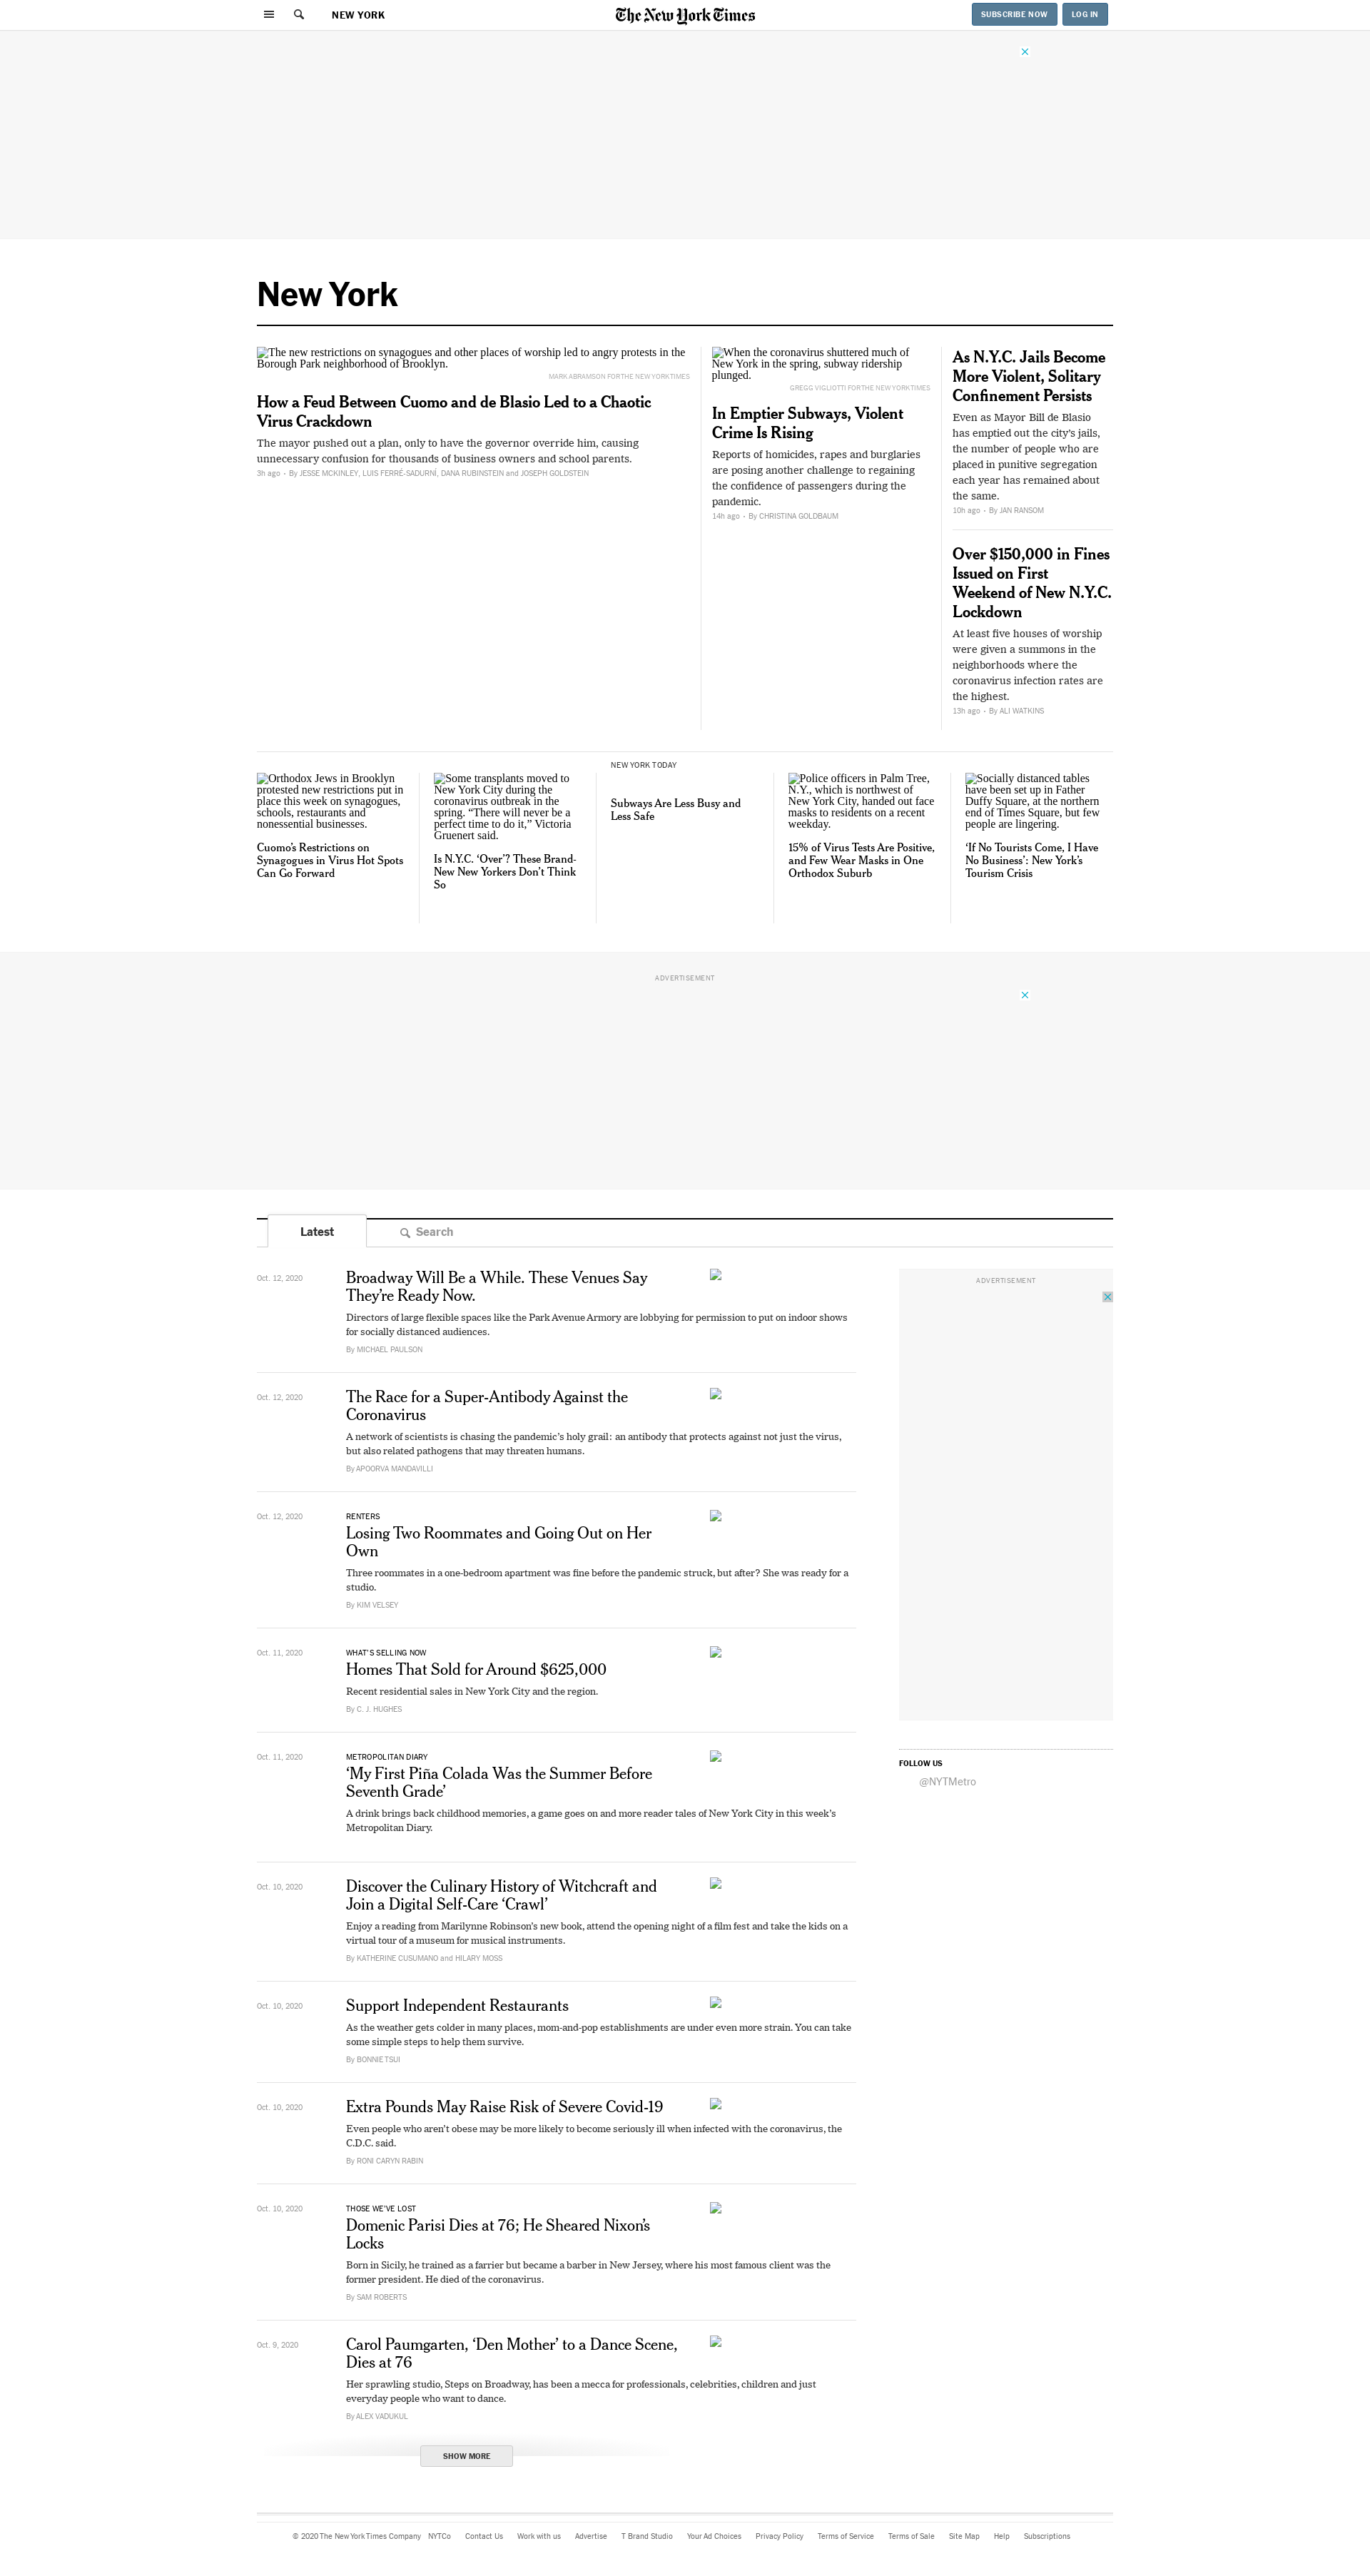 NEW YORK
The New York Times
SUBSCRIBE NOW
LOG IN
New York
The new restrictions on synagogues and other places of worship led to angry protests in the
Borough Park neighborhood of Brooklyn.
MARK ABRAMSON FOR THE NEW YORK TIMES
How a Feud Between Cuomo and de Blasio Led to a Chaotic
Virus Crackdown
The mayor pushed out a plan, only to have the governor override him, causing
unnecessary confusion for thousands of business owners and school parents.
3h ago • By JESSE MCKINLEY, LUIS FERRÉ-SADURNÍ, DANA RUBINSTEIN and JOSEPH GOLDSTEIN
When the coronavirus shuttered much of
New York in the spring, subway ridership
plunged.
GREGG VIGLIOTTI FOR THE NEW YORK TIMES
In Emptier Subways, Violent
Crime Is Rising
Reports of homicides, rapes and burglaries
are posing another challenge to regaining
the confidence of passengers during the
pandemic.
14h ago • By CHRISTINA GOLDBAUM
As N.Y.C. Jails Become
More Violent, Solitary
Confinement Persists
Even as Mayor Bill de Blasio
has emptied out the city’s jails,
the number of people who are
placed in punitive segregation
each year has remained about
the same.
10h ago • By JAN RANSOM
Over $150,000 in Fines
Issued on First
Weekend of New N.Y.C.
Lockdown
At least five houses of worship
were given a summons in the
neighborhoods where the
coronavirus infection rates are
the highest.
13h ago • By ALI WATKINS
Orthodox Jews in Brooklyn
protested new restrictions put in
place this week on synagogues,
schools, restaurants and
nonessential businesses.
Cuomo’s Restrictions on
Synagogues in Virus Hot Spots
Can Go Forward
Some transplants moved to
New York City during the
coronavirus outbreak in the
spring. “There will never be a
perfect time to do it,” Victoria
Gruenert said.
Is N.Y.C. ‘Over’? These Brand-
New New Yorkers Don’t Think
So
NEW YORK TODAY
Subways Are Less Busy and
Less Safe
Police officers in Palm Tree,
N.Y., which is northwest of
New York City, handed out face
masks to residents on a recent
weekday.
15% of Virus Tests Are Positive,
and Few Wear Masks in One
Orthodox Suburb
Socially distanced tables
have been set up in Father
Duffy Square, at the northern
end of Times Square, but few
people are lingering.
‘If No Tourists Come, I Have
No Business’: New York’s
Tourism Crisis
ADVERTISEMENT
Latest
Search
Oct. 12, 2020
Broadway Will Be a While. These Venues Say
They’re Ready Now.
Directors of large flexible spaces like the Park Avenue Armory are lobbying for permission to put on indoor shows
for socially distanced audiences.
By MICHAEL PAULSON
Oct. 12, 2020
The Race for a Super-Antibody Against the
Coronavirus
A network of scientists is chasing the pandemic’s holy grail: an antibody that protects against not just the virus,
but also related pathogens that may threaten humans.
By APOORVA MANDAVILLI
Oct. 12, 2020
RENTERS
Losing Two Roommates and Going Out on Her
Own
Three roommates in a one-bedroom apartment was fine before the pandemic struck, but after? She was ready for a
studio.
By KIM VELSEY
Oct. 11, 2020
WHAT’S SELLING NOW
Homes That Sold for Around $625,000
Recent residential sales in New York City and the region.
By C. J. HUGHES
Oct. 11, 2020
METROPOLITAN DIARY
‘My First Piña Colada Was the Summer Before
Seventh Grade’
A drink brings back childhood memories, a game goes on and more reader tales of New York City in this week’s
Metropolitan Diary.
Oct. 10, 2020
Discover the Culinary History of Witchcraft and
Join a Digital Self-Care ‘Crawl’
Enjoy a reading from Marilynne Robinson’s new book, attend the opening night of a film fest and take the kids on a
virtual tour of a museum for musical instruments.
By KATHERINE CUSUMANO and HILARY MOSS
Oct. 10, 2020
Support Independent Restaurants
As the weather gets colder in many places, mom-and-pop establishments are under even more strain. You can take
some simple steps to help them survive.
By BONNIE TSUI
Oct. 10, 2020
Extra Pounds May Raise Risk of Severe Covid-19
Even people who aren’t obese may be more likely to become seriously ill when infected with the coronavirus, the
C.D.C. said.
By RONI CARYN RABIN
Oct. 10, 2020
THOSE WE’VE LOST
Domenic Parisi Dies at 76; He Sheared Nixon’s
Locks
Born in Sicily, he trained as a farrier but became a barber in New Jersey, where his most famous client was the
former president. He died of the coronavirus.
By SAM ROBERTS
Oct. 9, 2020
Carol Paumgarten, ‘Den Mother’ to a Dance Scene,
Dies at 76
Her sprawling studio, Steps on Broadway, has been a mecca for professionals, celebrities, children and just
everyday people who want to dance.
By ALEX VADUKUL
SHOW MORE
ADVERTISEMENT
FOLLOW US
@NYTMetro
© 2020 The New York Times Company NYTCo Contact Us Work with us Advertise T Brand Studio Your Ad Choices Privacy Policy Terms of Service Terms of Sale Site Map Help Subscriptions